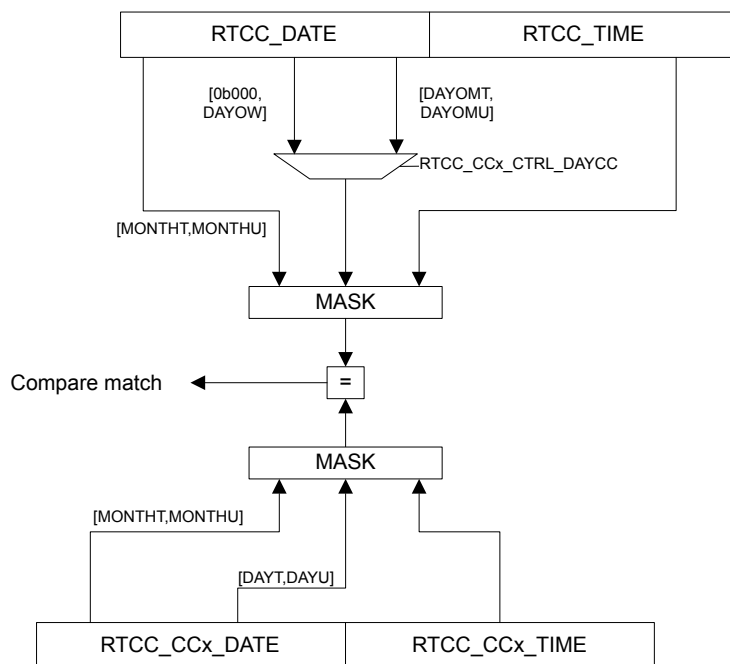 RTCC_DATE RTCC_TIME
[0b000,
DAYOW]
[DAYOMT,
DAYOMU]
RTCC_CCx_CTRL_DAYCC
[MONTHT,MONTHU]
MASK
Compare match
=
MASK
[MONTHT,MONTHU]
[DAYT,DAYU]
RTCC_CCx_DATE RTCC_CCx_TIME